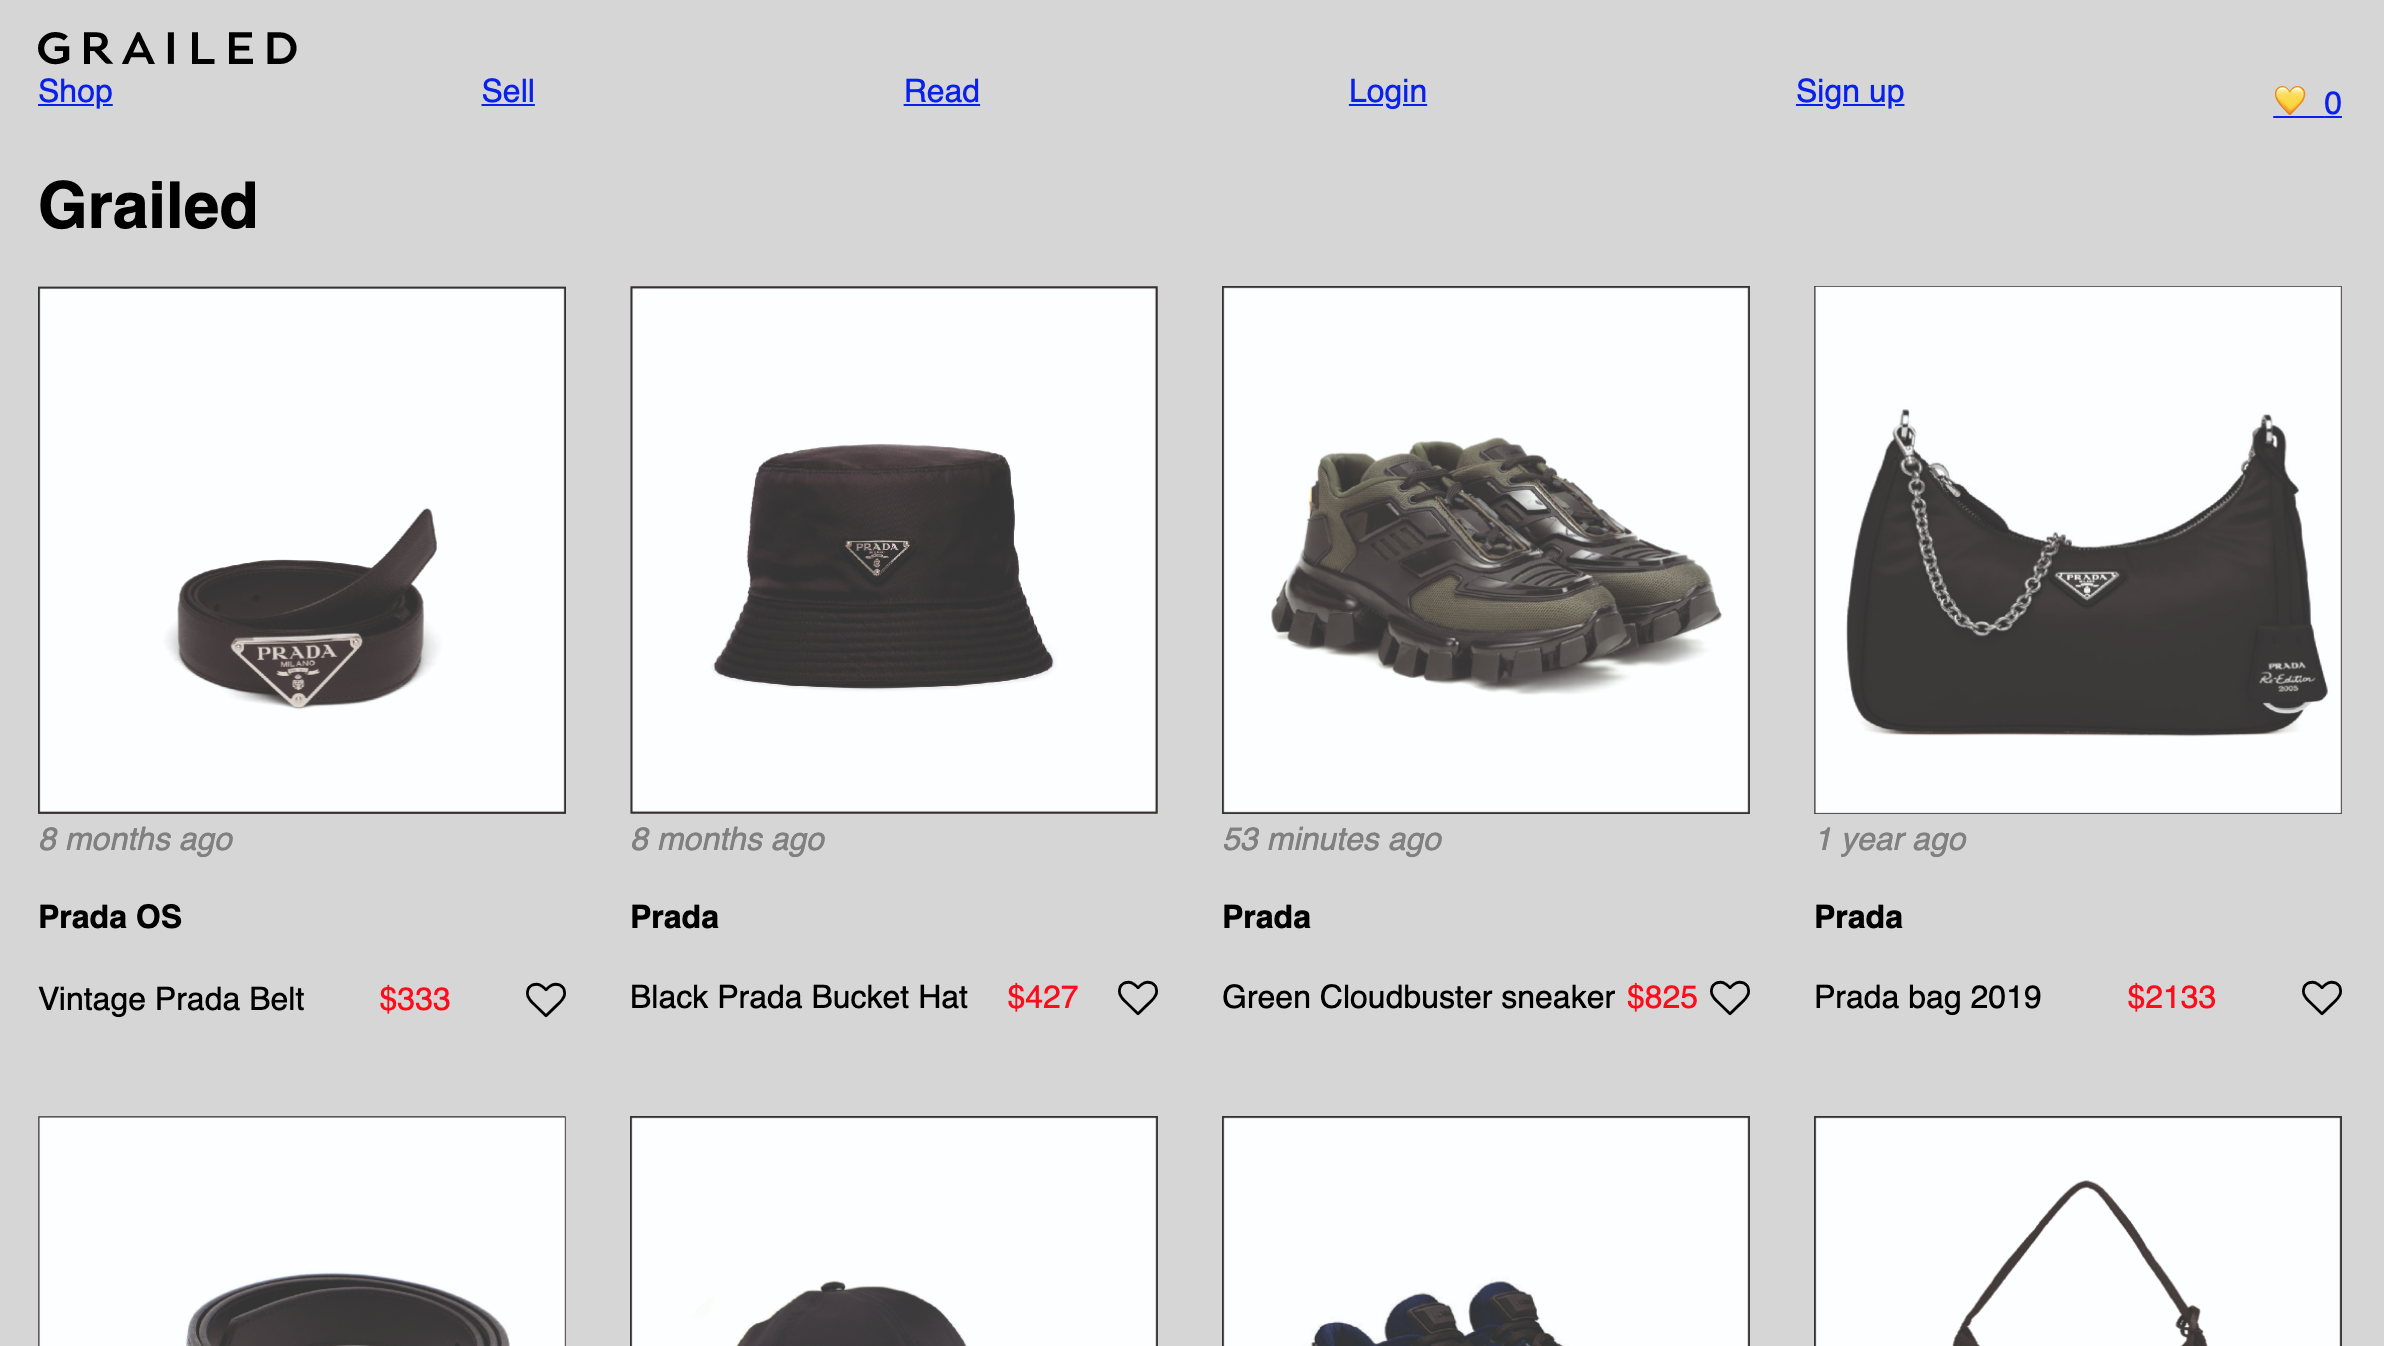 GRAILED
Shop Sell Read Login Sign up 💛 0
Grailed
PRADA
MILANO
PRADA
MILANO
PRADA
MILANO
PRADA
Re-Edition
2005
8 months ago 8 months ago 53 minutes ago 1 year ago
Prada OS Prada Prada Prada
Vintage Prada Belt $333 Black Prada Bucket Hat $427 Green Cloudbuster sneaker $825 Prada bag 2019 $2133